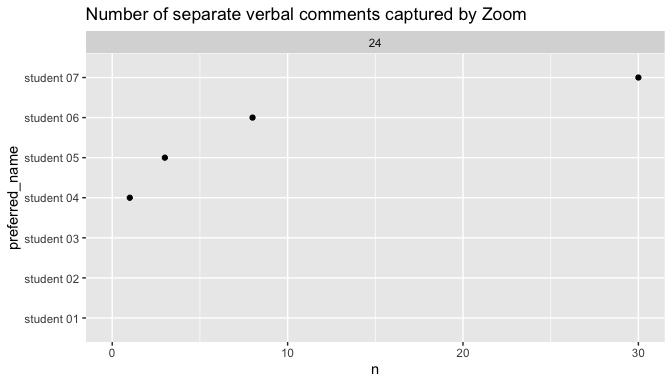 Number of separate verbal comments captured by Zoom
24
student 07
student 06
student 05
student 04
student 03
student 02
student 01
preferred_name
0 10 20 30
n